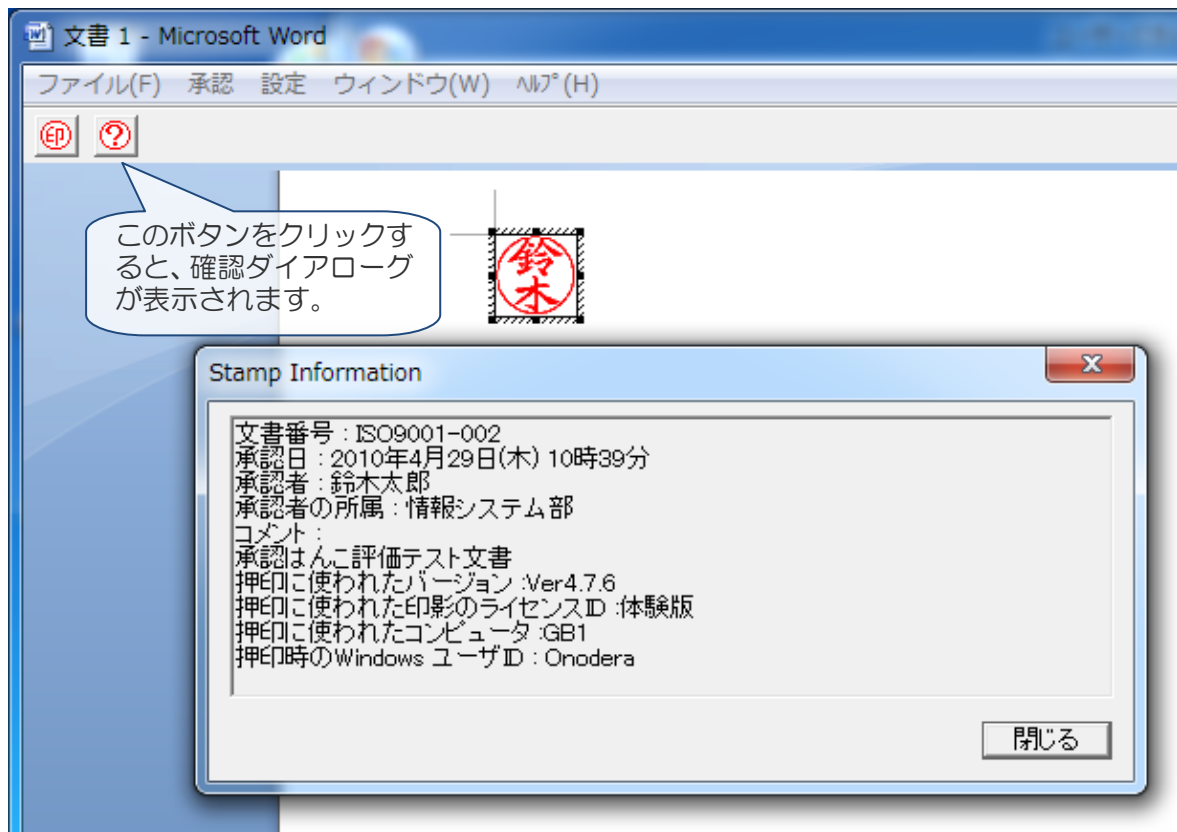 文書 1 - Microsoft Word
ファイル(F) 承認 設定 ウィンドウ(W) ﾍﾙﾌﾟ(H)
印 ?
このボタンをクリックす
ると、確認ダイアローグ
が表示されます。
鈴
木
Stamp Information
文書番号 : ISO9001-002
承認日 : 2010年4月29日(木) 10時39分
承認者 : 鈴木太郎
承認者の所属 : 情報システム部
コメント :
承認はんこ評価テスト文書
押印に使われたバージョン :Ver4.7.6
押印に使われた印影のライセンスID :体験版
押印に使われたコンピュータ :GB1
押印時のWindows ユーザID : Onodera
閉じる